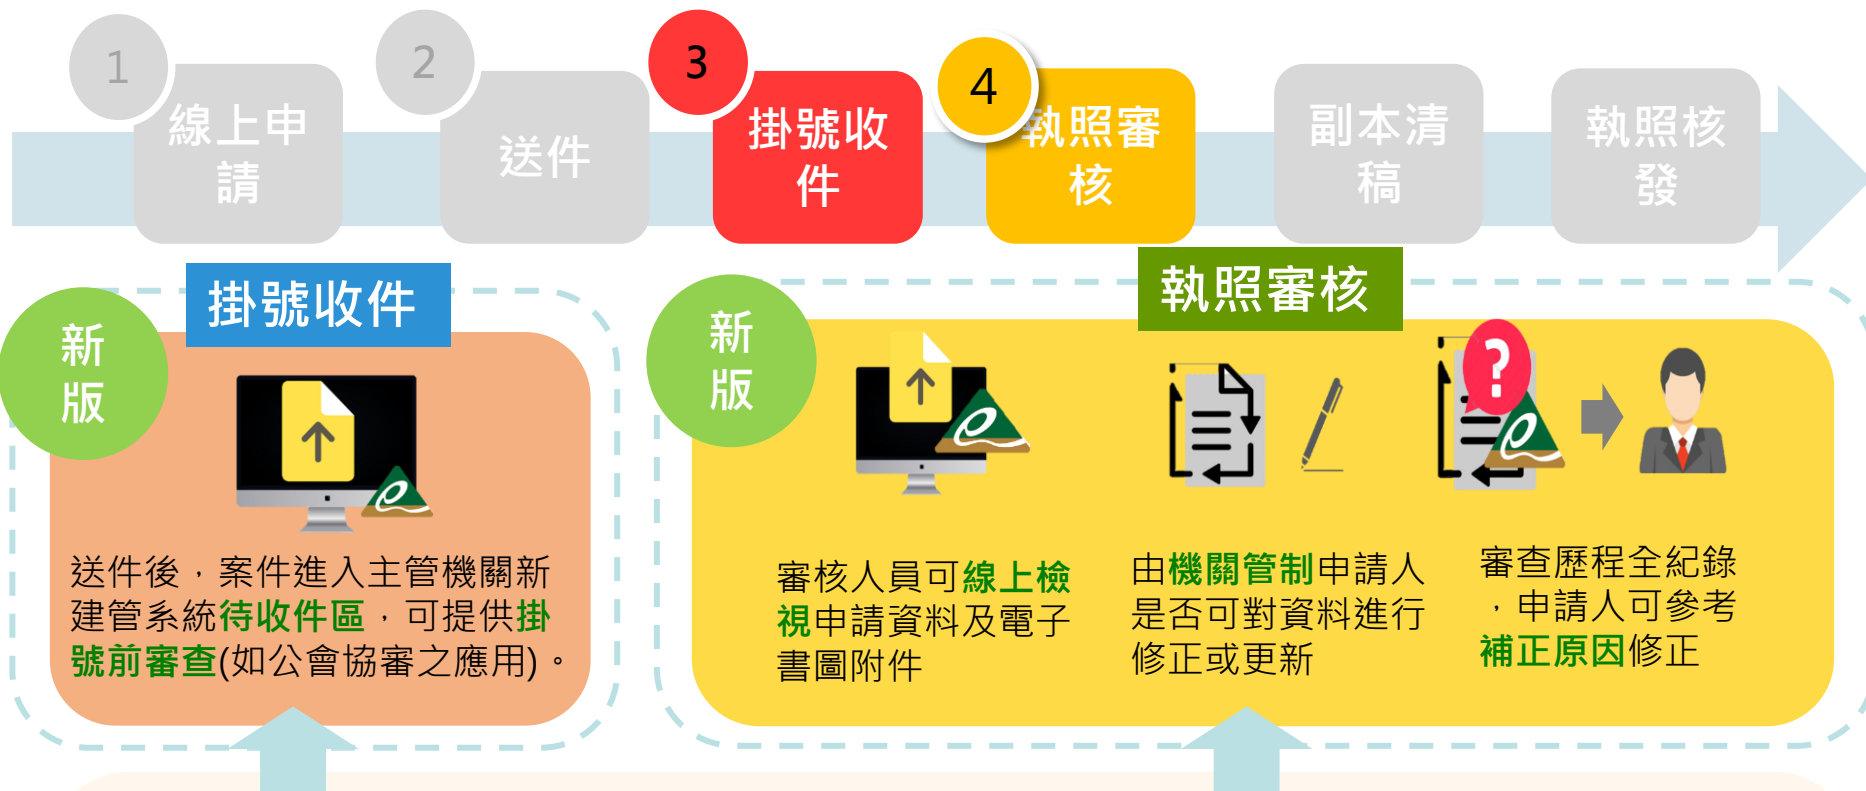 1
線上申
請
2
送件
3
掛號收
件
4
執照審
核
副本清
稿
執照核
發
新
版
掛號收件
送件後，案件進入主管機關新
建管系統待收件區，可提供掛
號前審查(如公會協審之應用)。
新
版
執照審核
審核人員可線上檢
視申請資料及電子
書圖附件
由機關管制申請人
是否可對資料進行
修正或更新
?
審查歷程全紀錄
，申請人可參考
補正原因修正